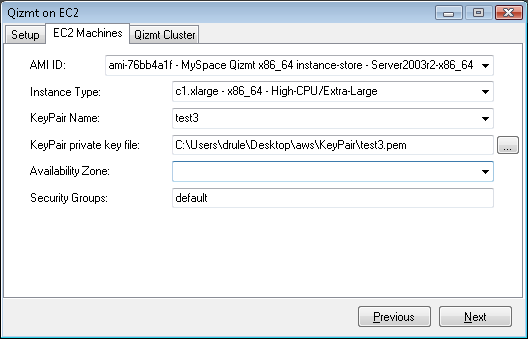 Qizmt on EC2
Setup EC2 Machines Qizmt Cluster
AMI ID: ami-76bb4a1f - MySpace Qizmt x86_64 instance-store - Server2003r2-x86_64
Instance Type: c1.xlarge - x86_64 - High-CPU/Extra-Large
KeyPair Name: test3
KeyPair private key file: C:\Users\drule\Desktop\aws\KeyPair\test3.pem ...
Availability Zone:
Security Groups: default
Previous Next